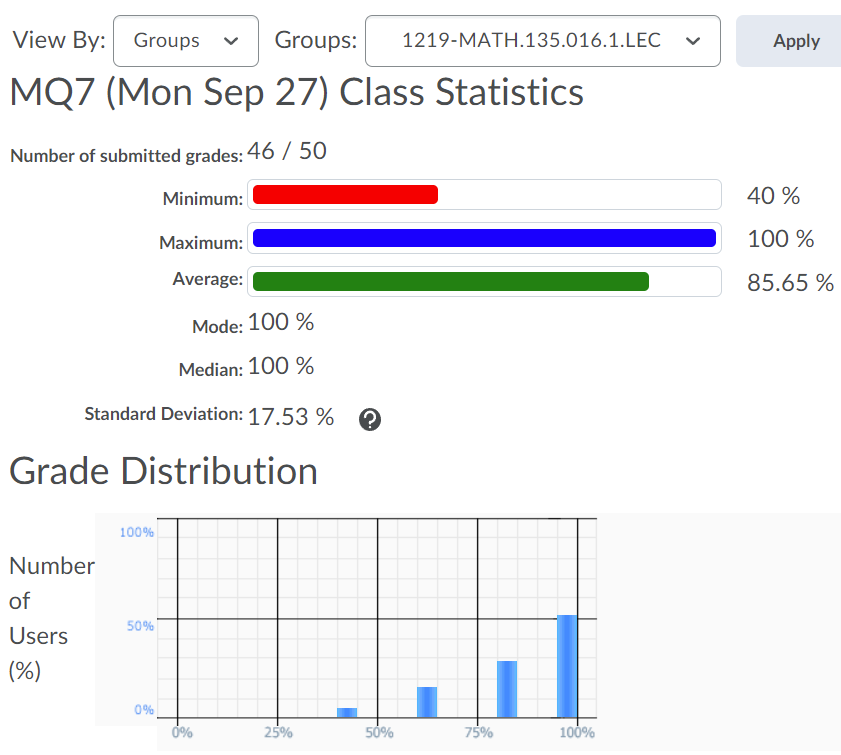 View By: Groups Groups: 1219-MATH.135.016.1.LEC Apply
MQ7 (Mon Sep 27) Class Statistics
Number of submitted grades: 46 / 50
Minimum: 40 %
Maximum: 100 %
Average: 85.65 %
Mode: 100 %
Median: 100 %
Standard Deviation: 17.53 % ?
Grade Distribution
Number
of
Users
(%)
100%
50%
0%
0% 25% 50% 75% 100%